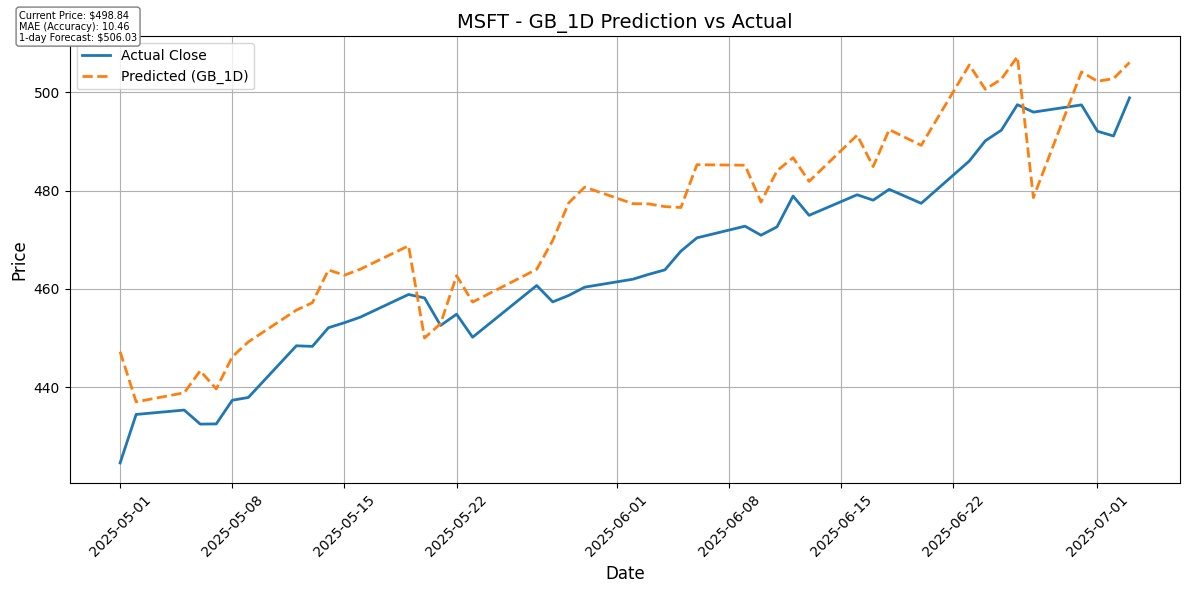 MSFT - GB_1D Prediction vs Actual
Current Price: $498.84
MAE (Accuracy): 10.46
1-day Forecast: $506.03
Actual Close
Predicted (GB_1D)
Price
500
480
460
440
2025-05-01
2025-05-08
2025-05-15
2025-05-22
2025-06-01
2025-06-08
2025-06-15
2025-06-22
2025-07-01
Date